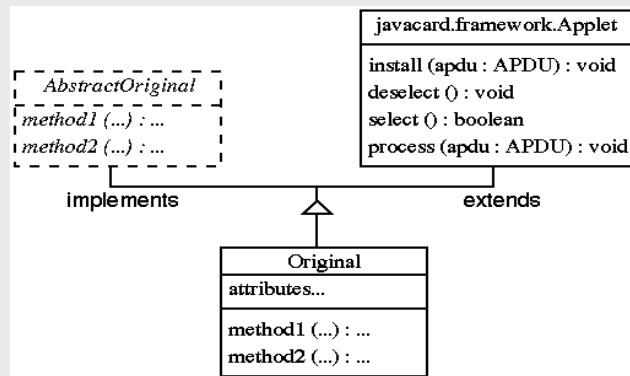 javacard.framework.Applet
install (apdu : APDU) : void
deselect () : void
select () : boolean
process (apdu : APDU) : void
AbstractOriginal
method1 (...) : ...
method2 (...) : ...
implements
extends
Original
attributes...
method1 (...) : ...
method2 (...) : ...